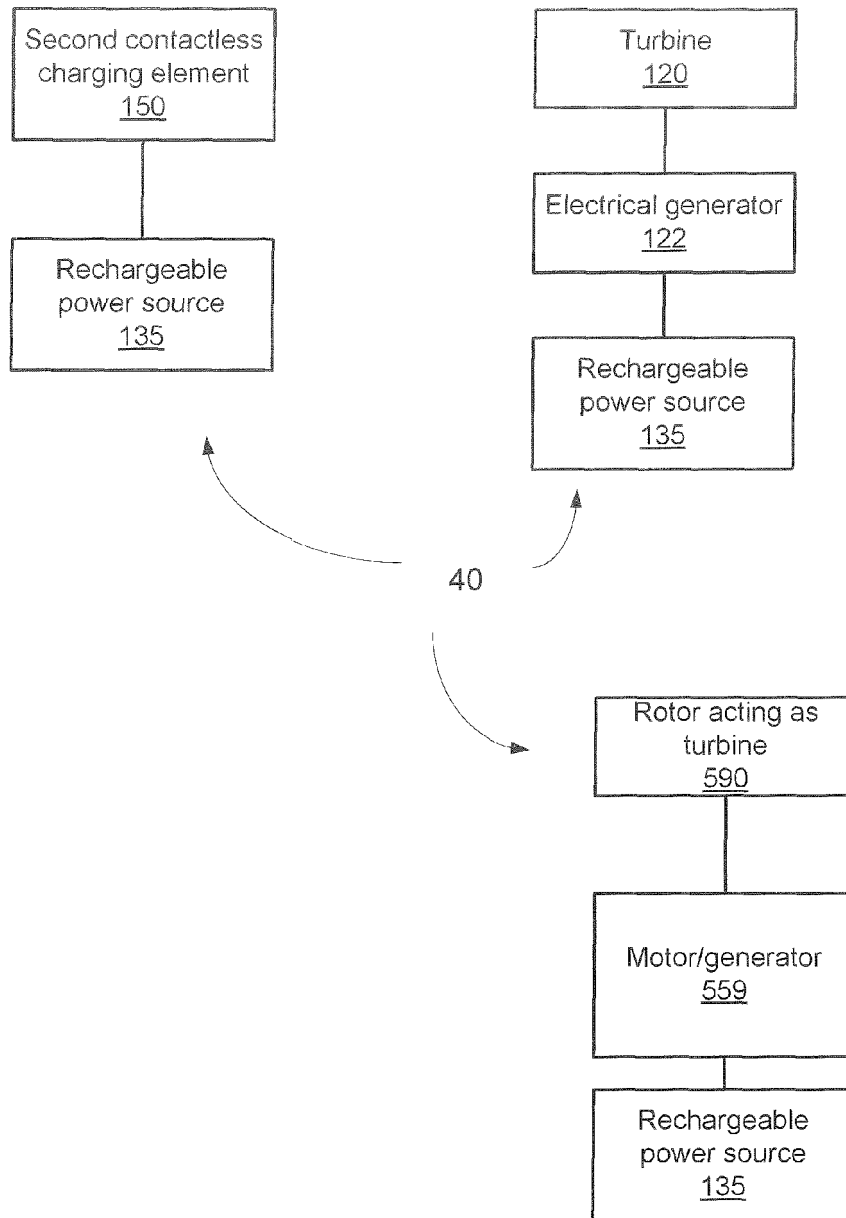 Second contactless
charging element
150
Rechargeable
power source
135
Turbine
120
Electrical generator
122
Rechargeable
power source
135
40
Rotor acting as
turbine
590
Motor/generator
559
Rechargeable
power source
135